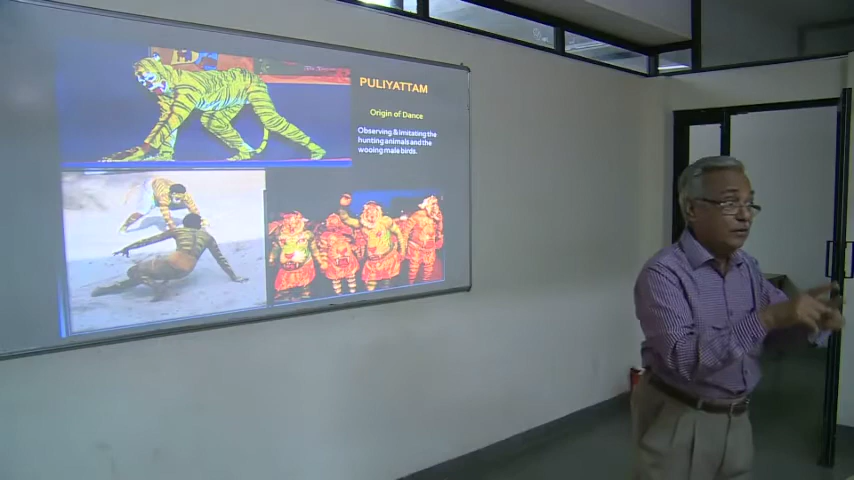 PULIYATTAM
Origin of Dance
Observing & imitating the
hunting animals and the
wooing male birds.